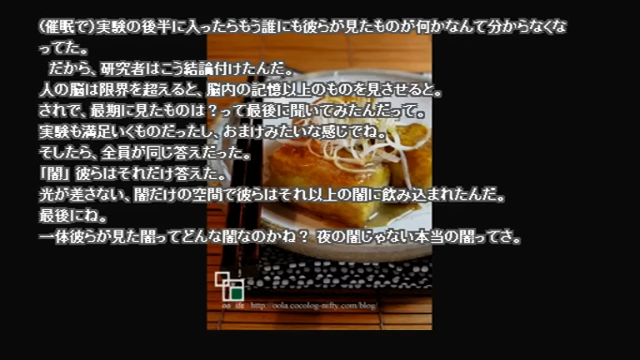 (催眠で)実験の後半に入ったらもう誰にも彼らが見たものが何かなんて分からなくな
ってた。
だから、研究者はこう結論付けたんだ。
人の脳は限界を超えると、脳内の記憶以上のものを見させると。
されで、最期に見たものは?って最後に聞いてみたんだって。
実験も満足いくものだったし、おまけみたいな感じでね。
そしたら、全員が同じ答えだった。
「闇」 彼らはそれだけ答えた。
光が差さない、闇だけの空間で彼らはそれ以上の闇に飲み込まれたんだ。
最後にね。
一体彼らが見た闇ってどんな闇なのかね? 夜の闇じゃない本当の闇ってさ。
http://oola.cocolog-nifty.com/blog/